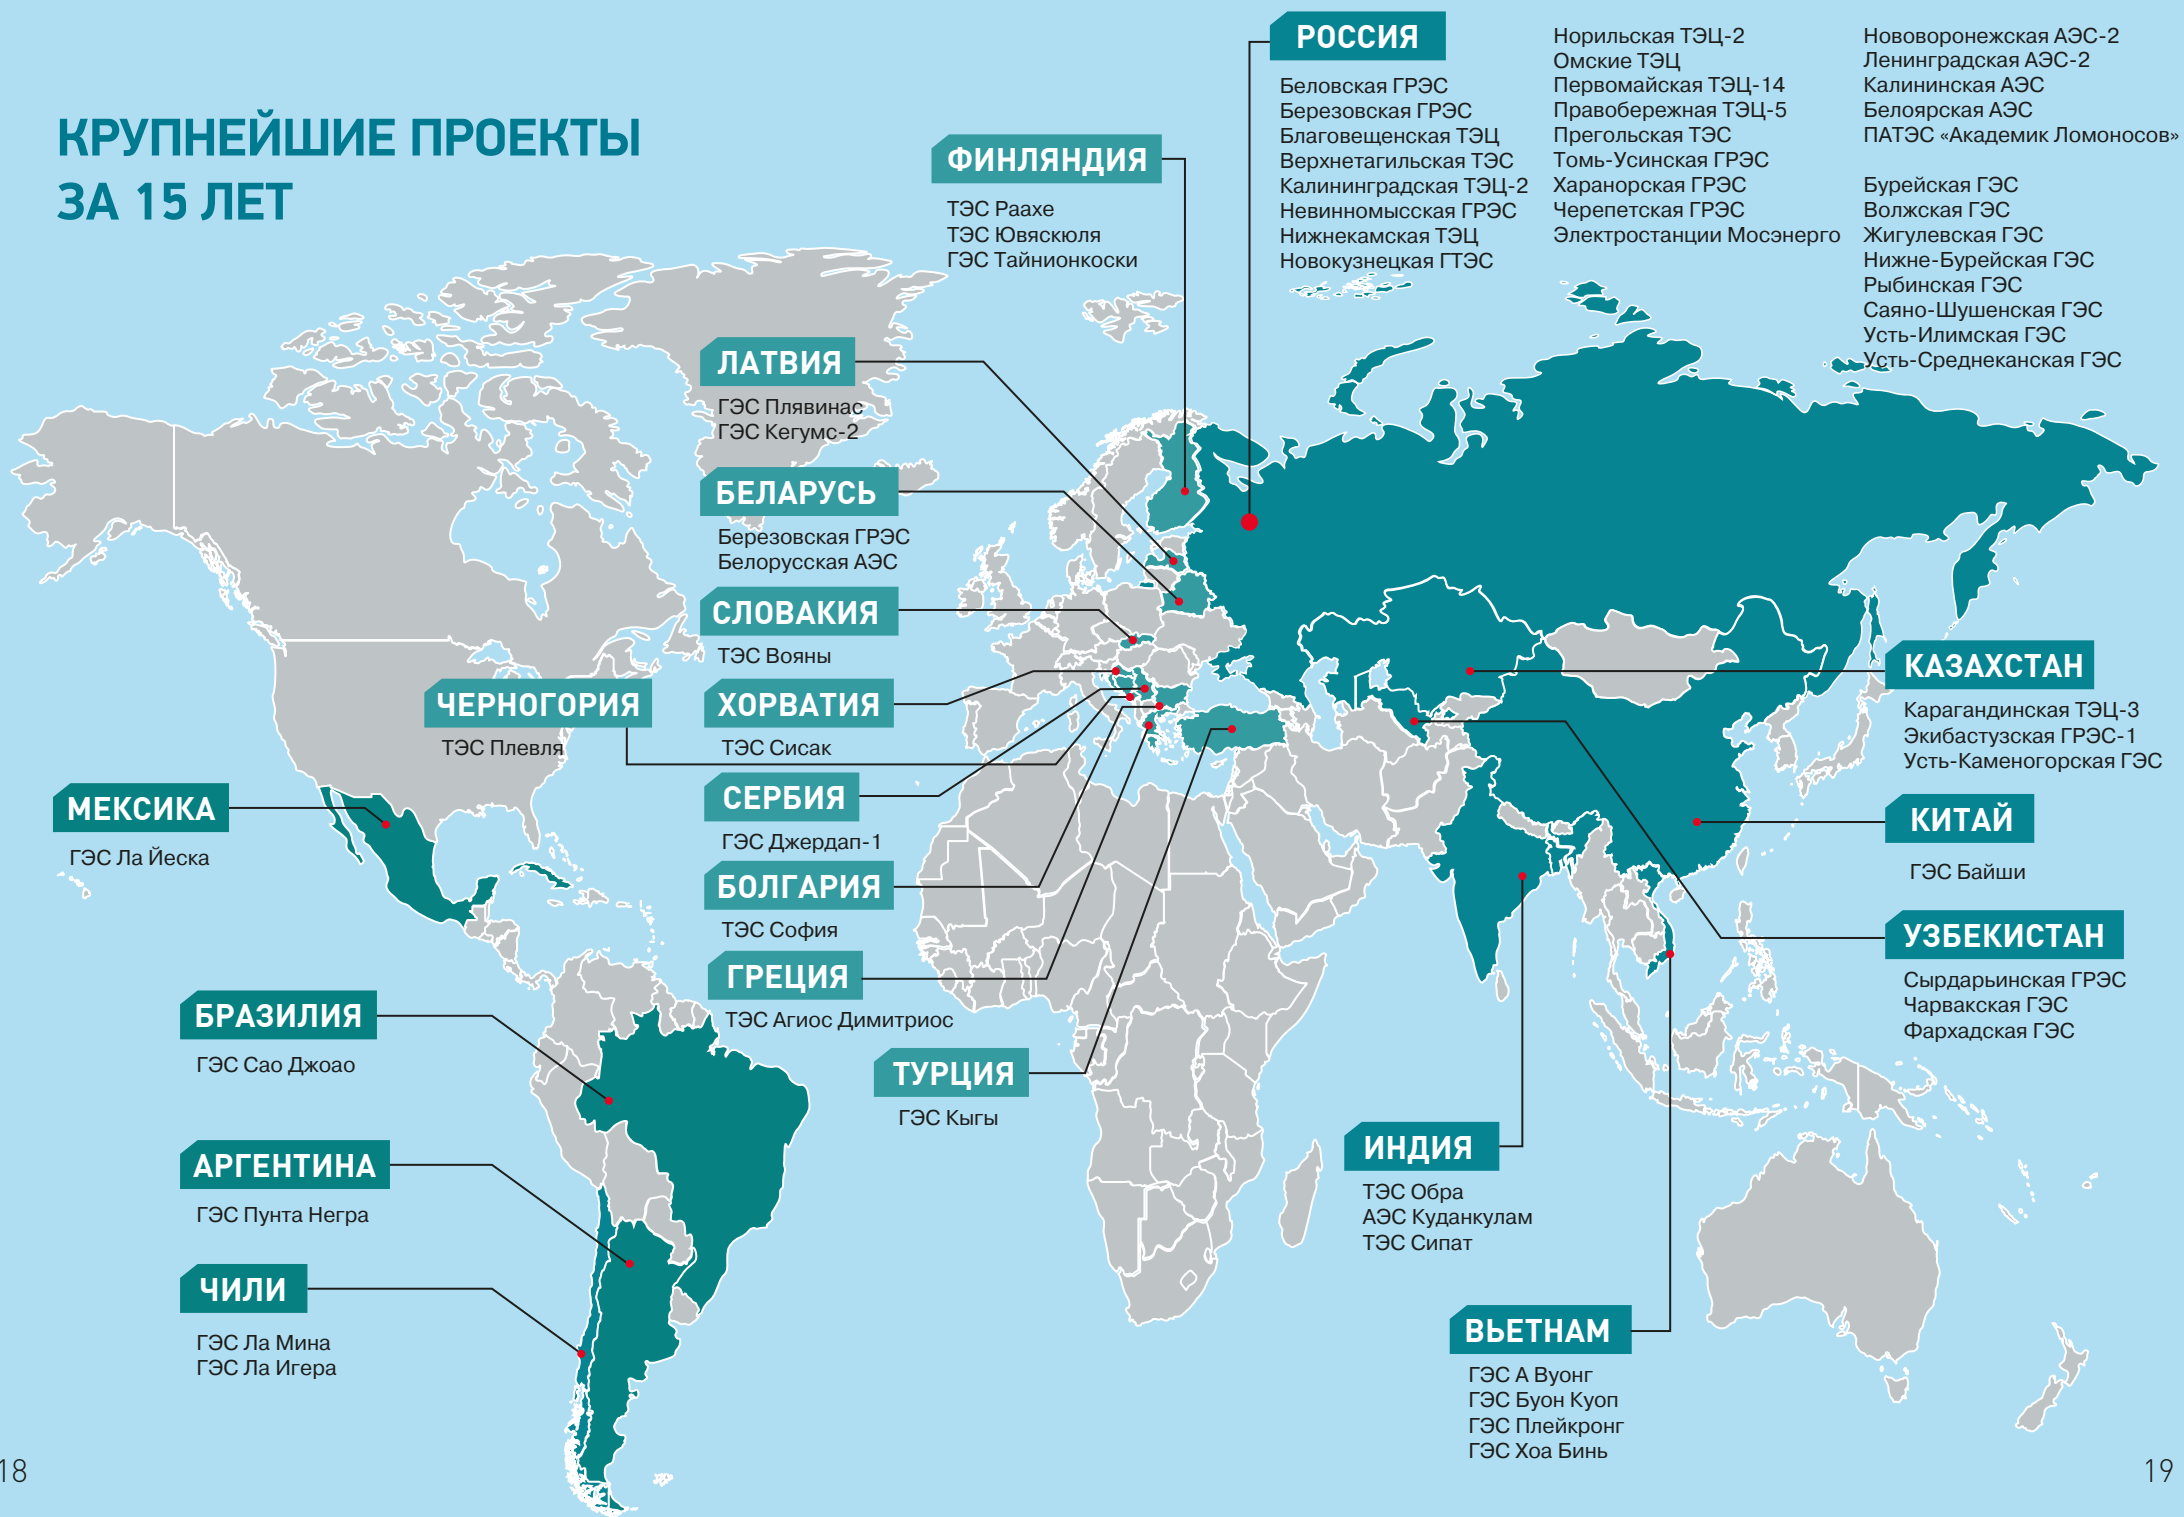 КРУПНЕЙШИЕ ПРОЕКТЫ
ЗА 15 ЛЕТ
РОССИЯ
Беловская ГРЭС
Березовская ГРЭС
Благовещенская ТЭЦ
Верхнетагильская ТЭС
Калининградская ТЭЦ-2
Невинномысская ГРЭС
Нижнекамская ТЭЦ
Новокузнецкая ГТЭС
Норильская ТЭЦ-2
Омские ТЭЦ
Первомайская ТЭЦ-14
Правобережная ТЭЦ-5
Прегольская ТЭС
Томь-Усинская ГРЭС
Харанорская ГРЭС
Черепетская ГРЭС
Электростанции Мосэнерго
Нововоронежская АЭС-2
Ленинградская АЭС-2
Калининская АЭС
Белоярская АЭС
ПАТЭС «Академик Ломоносов»
Бурейская ГЭС
Волжская ГЭС
Жигулевская ГЭС
Нижне-Бурейская ГЭС
Рыбинская ГЭС
Саяно-Шушенская ГЭС
Усть-Илимская ГЭС
Усть-Среднеканская ГЭС
ФИНЛЯНДИЯ
ТЭС Раахе
ТЭС Ювяскюля
ГЭС Тайнионкоски
ЛАТВИЯ
ГЭС Плявинас
ГЭС Кегумс-2
БЕЛАРУСЬ
Березовская ГРЭС
Белорусская АЭС
СЛОВАКИЯ
ТЭС Вояны
ЧЕРНОГОРИЯ
ТЭС Плевля
ХОРВАТИЯ
ТЭС Сисак
СЕРБИЯ
ГЭС Джердап-1
БОЛГАРИЯ
ТЭС София
ГРЕЦИЯ
ТЭС Агиос Димитриос
ТУРЦИЯ
ГЭС Кыгы
МЕКСИКА
ГЭС Ла Йеска
БРАЗИЛИЯ
ГЭС Сао Джоао
АРГЕНТИНА
ГЭС Пунта Негра
ЧИЛИ
ГЭС Ла Мина
ГЭС Ла Игера
КАЗАХСТАН
Карагандинская ТЭЦ-3
Экибастузская ГРЭС-1
Усть-Каменогорская ГЭС
КИТАЙ
ГЭС Байши
УЗБЕКИСТАН
Сырдарьинская ГРЭС
Чарвакская ГЭС
Фархадская ГЭС
ИНДИЯ
ТЭС Обра
АЭС Куданкулам
ТЭС Сипат
ВЬЕТНАМ
ГЭС А Вуонг
ГЭС Буон Куоп
ГЭС Плейкронг
ГЭС Хоа Бинь
18
19